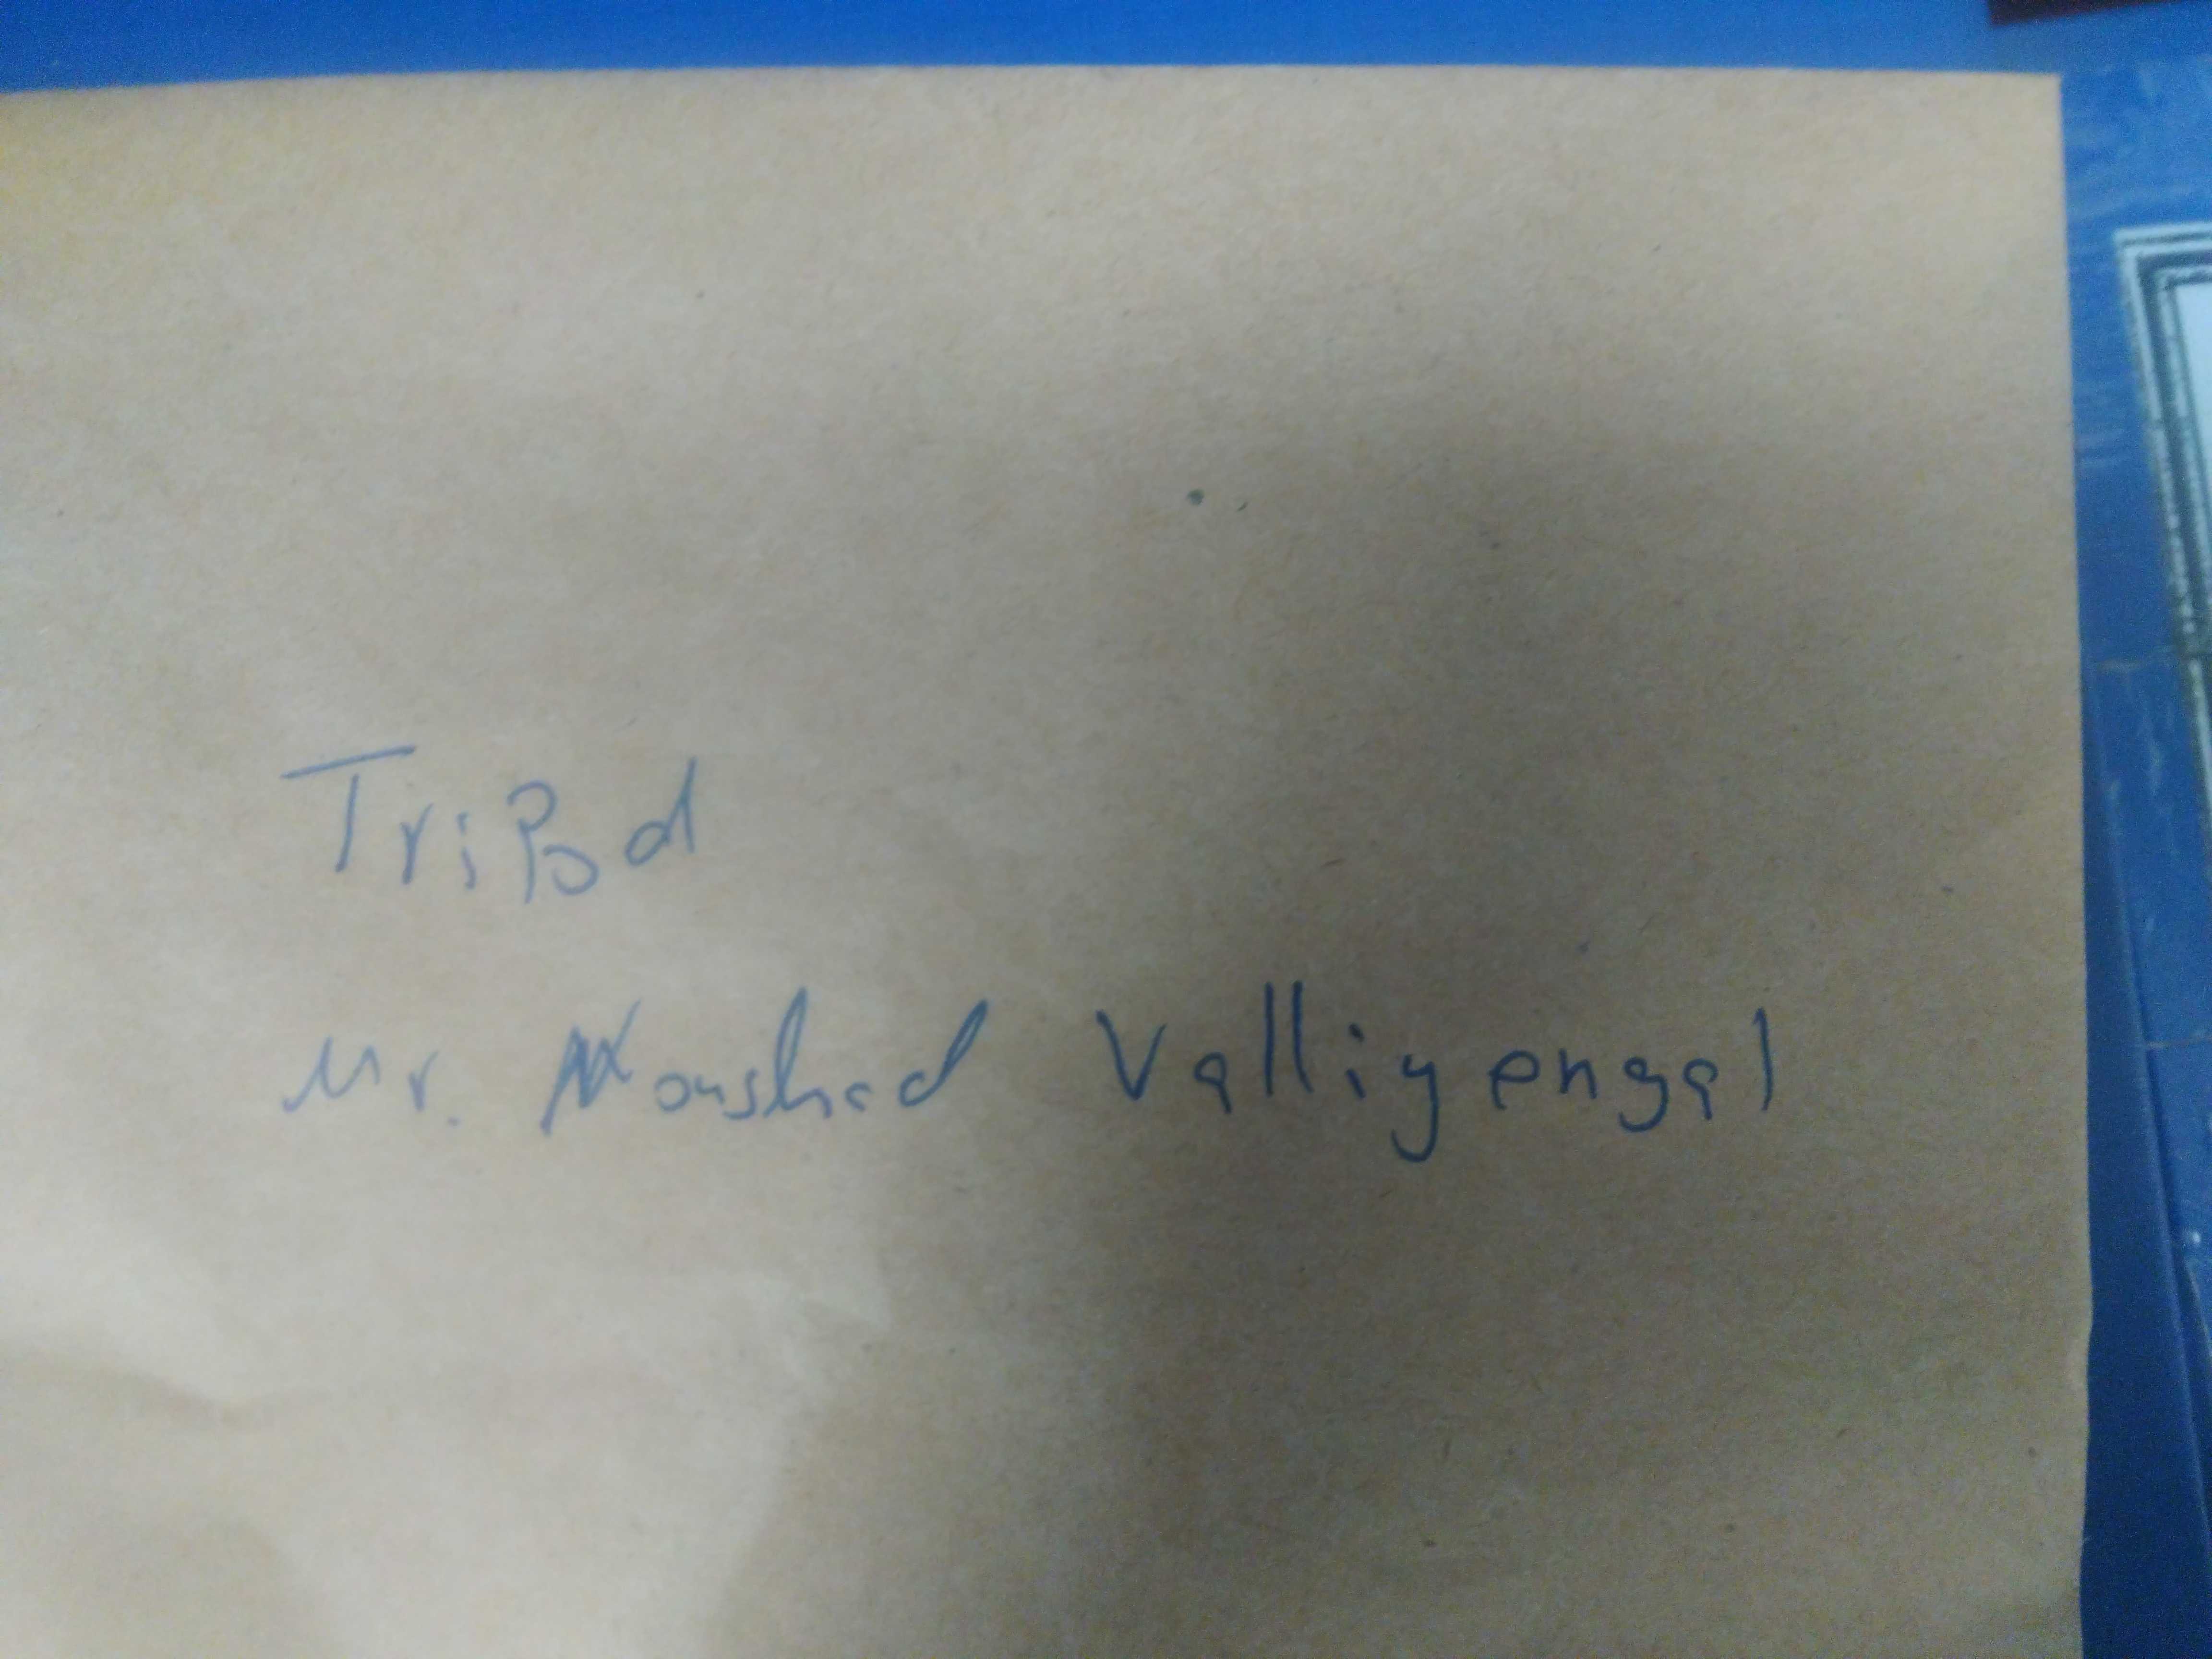 Tripod
Mr. Noushad Valliyengal